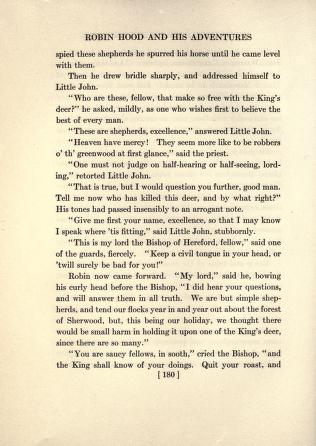 ROBIN HOOD AND HIS ADVENTURES
spied these shepherds he spurred his horse until he came level
with them.
Then he drew bridle sharply, and addressed himself to
Little John.
"Who are these, fellow, that make so free with the King's
deer?" he asked, mildly, as one who wishes first to believe the
best of every man.
"These are shepherds, excellence," answered Little John.
"Heaven have mercy! They seem more like to be robbers
o' th' greenwood at first glance," said the priest.
"One must not judge on half-hearing or half-seeing, lord-
ing," retorted Little John.
"That is true, but I would question you further, good man.
Tell me now who has killed this deer, and by what right?"
His tones had passed insensibly to an arrogant note.
"Give me first your name, excellence, so that I may know
I speak where 'tis fitting," said Little John, stubbornly.
"This is my lord the Bishop of Hereford, fellow," said one
of the guards, fiercely. "Keep a civil tongue in your head, or
'twill surely be bad for you!"
Robin now came forward. "My lord," said he, bowing
his curly head before the Bishop, "I did hear your questions,
and will answer them in all truth. We are but simple shep-
herds, and tend our flocks year in and year out about the forest
of Sherwood, but, this being our holiday, we thought there
would be small harm in holding it upon one of the King's deer,
since there are so many."
"You are saucy fellows, in sooth," cried the Bishop, "and
the King shall know of your doings. Quit your roast, and
[ 180 ]